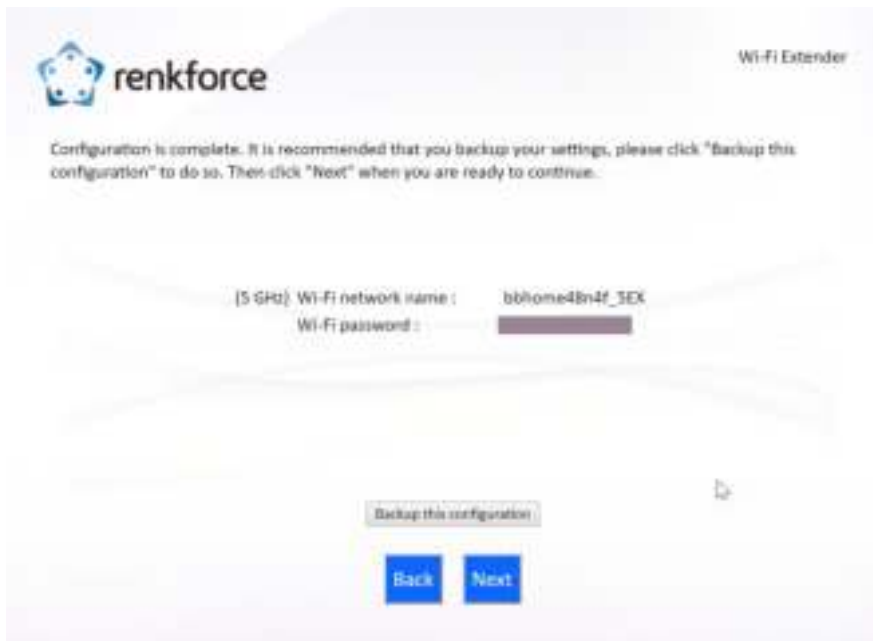 renkforce
Wi-Fi Extender
Configuration is complete. It is recommended that you backup your settings, please click "Backup this
configuration" to do so. Then click "Next" when you are ready to continue.
(5 GHz) Wi-Fi network name :
bbhome48n4f_5EX
Wi-Fi password :
Backup this configuration
Back
Next